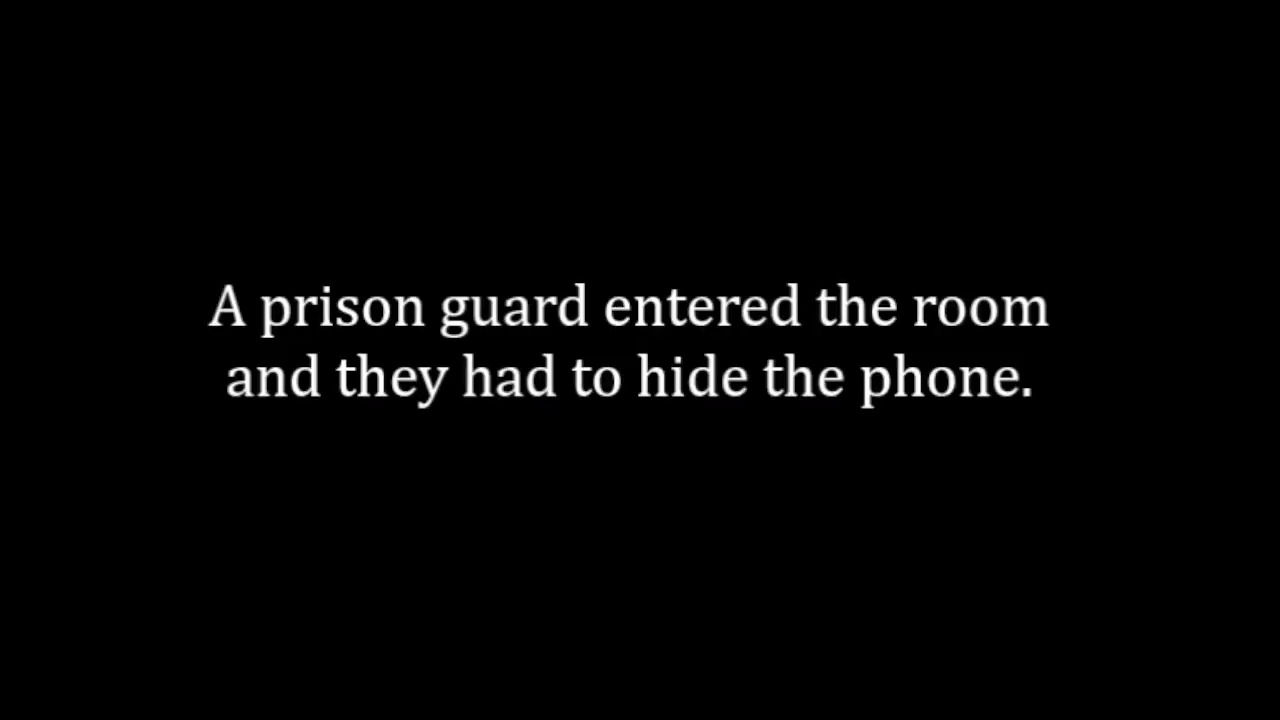 A prison guard entered the room
and they had to hide the phone.